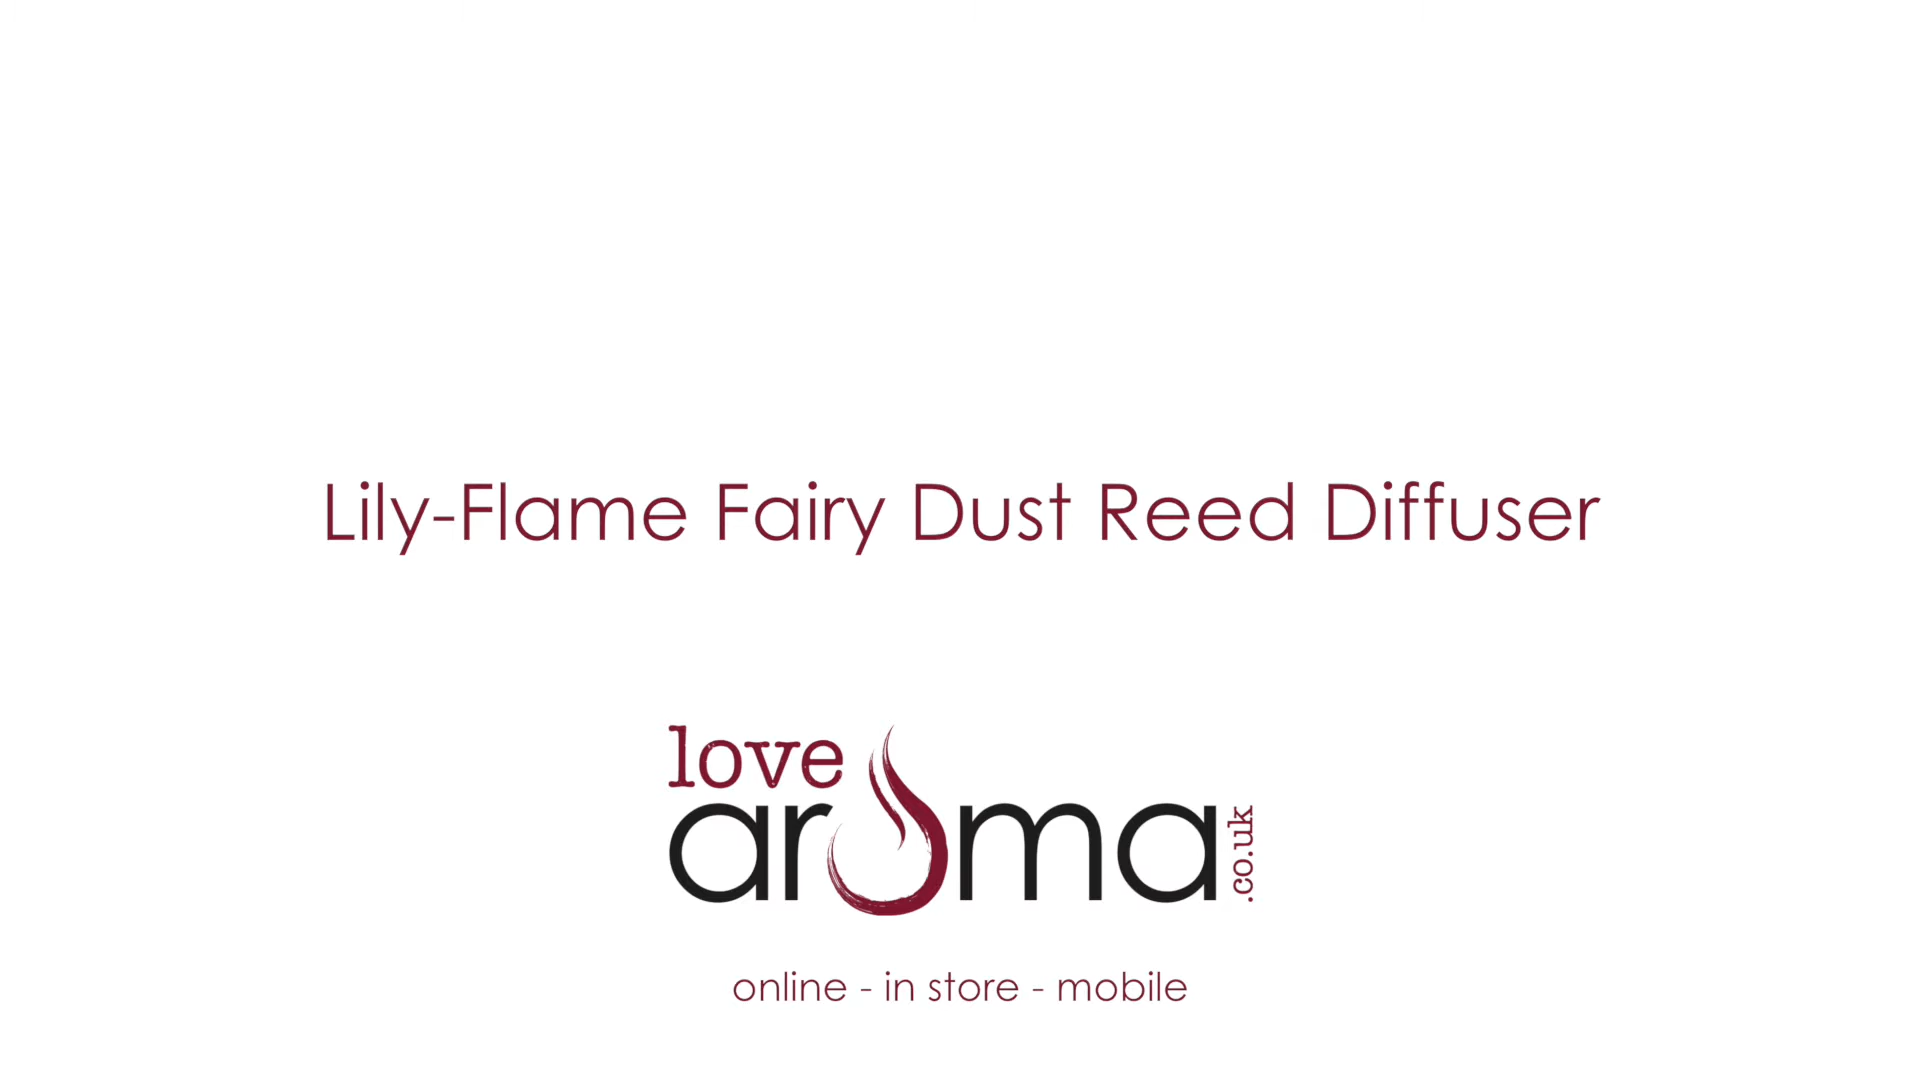 Lily-Flame Fairy Dust Reed Diffuser
love
aroma
.co.uk
online - in store - mobile